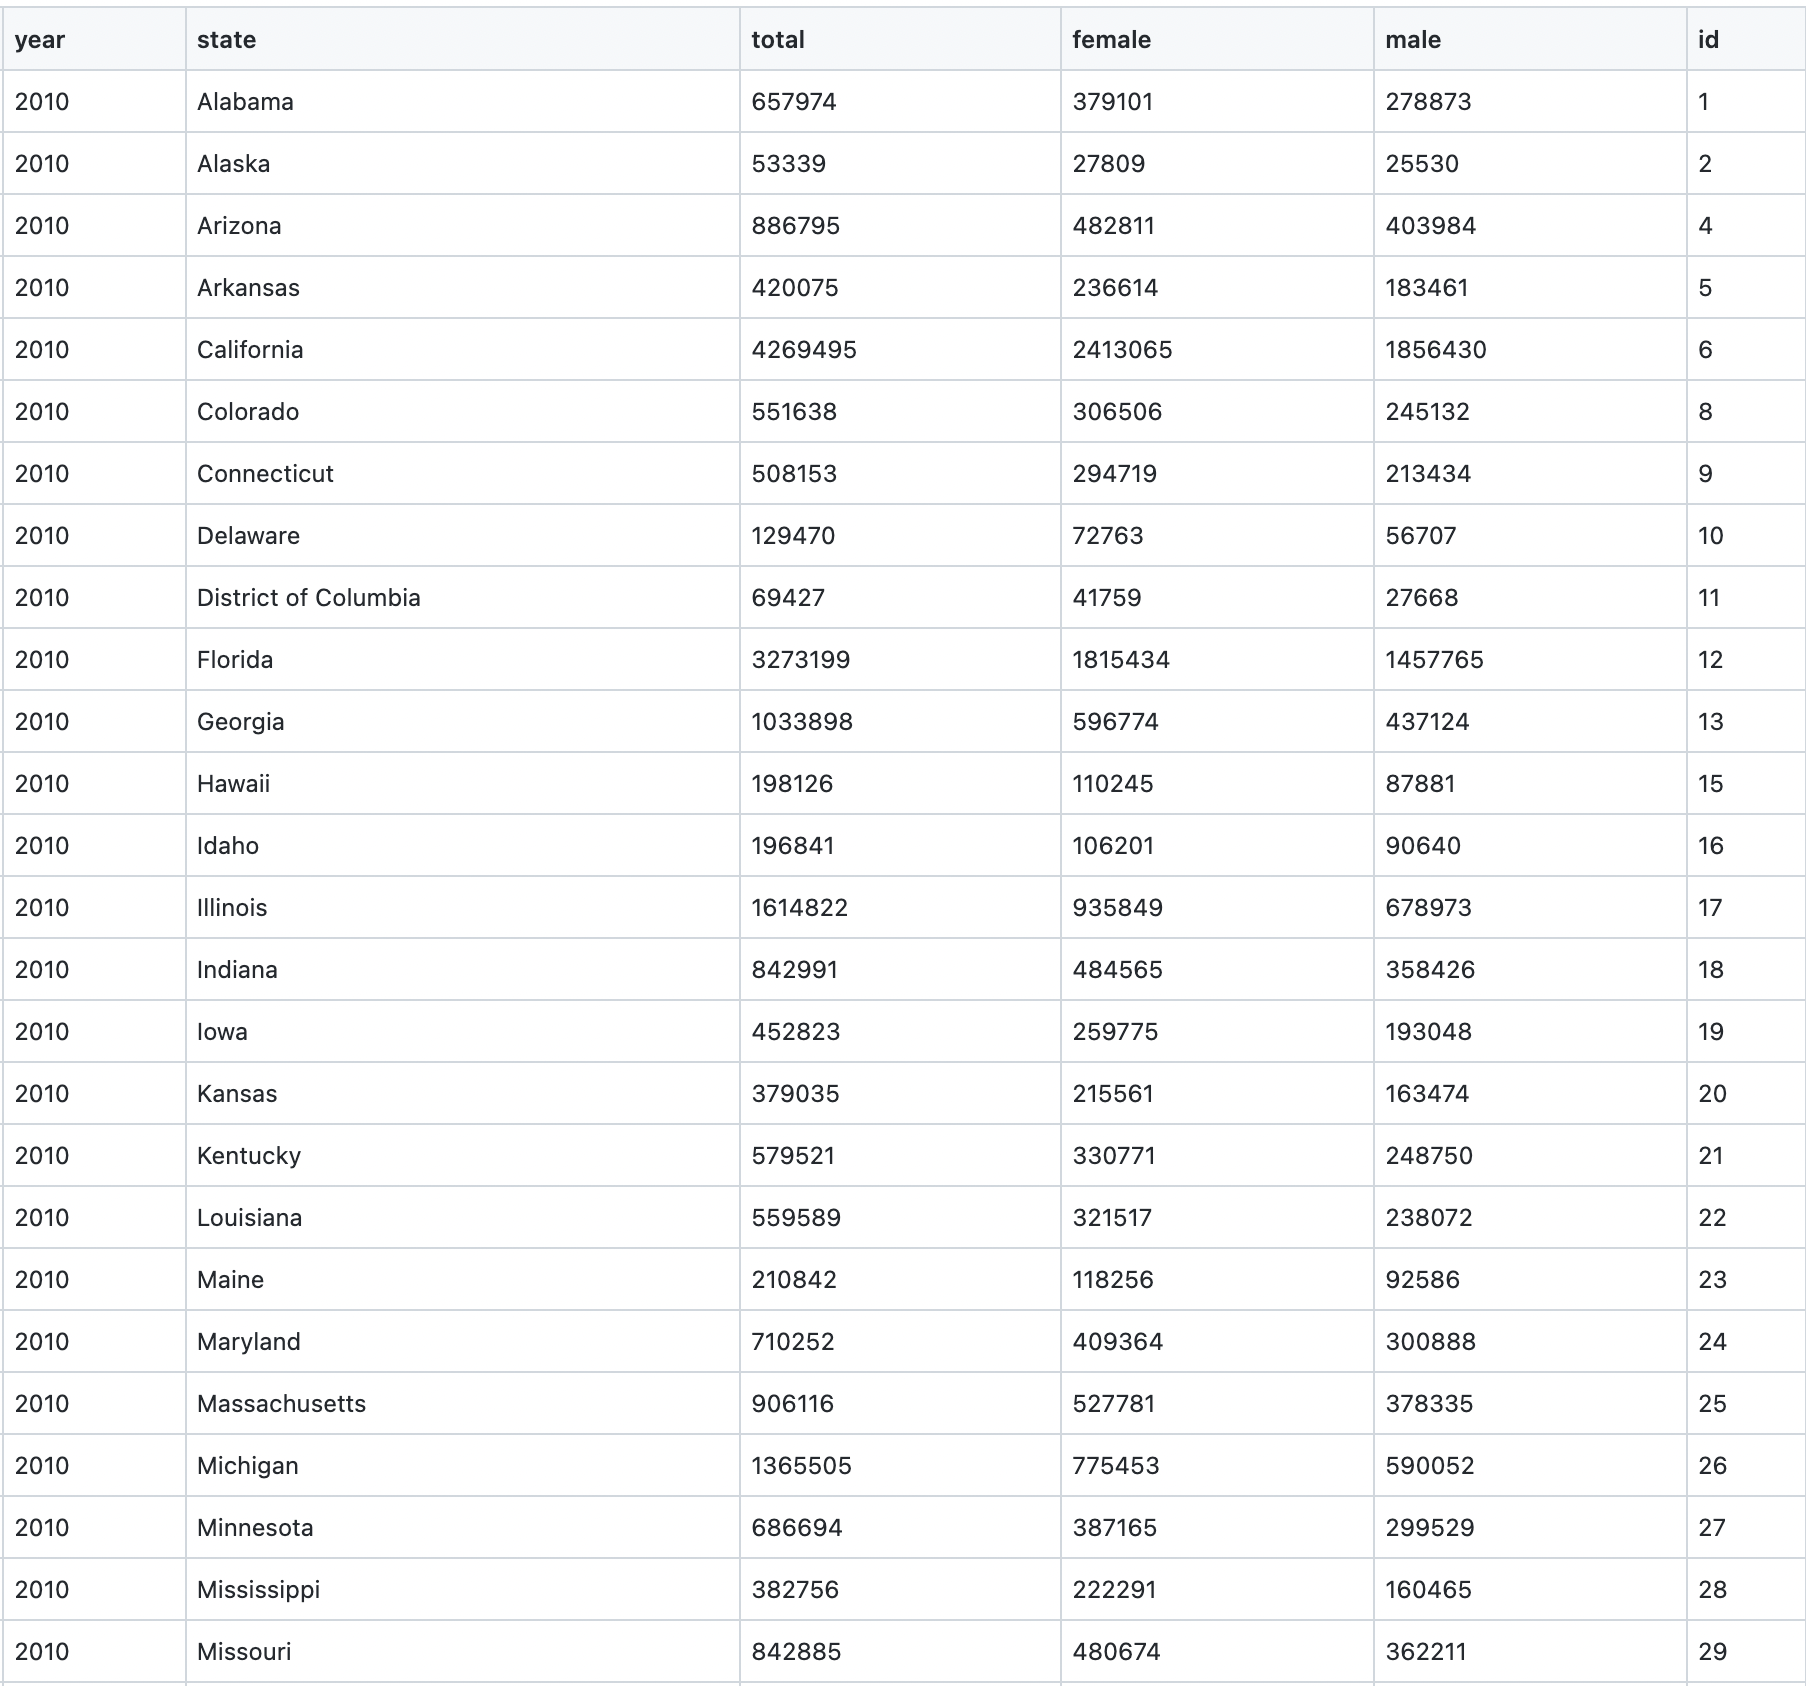 year state total female male id
2010 Alabama 657974 379101 278873 1
2010 Alaska 53339 27809 25530 2
2010 Arizona 886795 482811 403984 4
2010 Arkansas 420075 236614 183461 5
2010 California 4269495 2413065 1856430 6
2010 Colorado 551638 306506 245132 8
2010 Connecticut 508153 294719 213434 9
2010 Delaware 129470 72763 56707 10
2010 District of Columbia 69427 41759 27668 11
2010 Florida 3273199 1815434 1457765 12
2010 Georgia 1033898 596774 437124 13
2010 Hawaii 198126 110245 87881 15
2010 Idaho 196841 106201 90640 16
2010 Illinois 1614822 935849 678973 17
2010 Indiana 842991 484565 358426 18
2010 Iowa 452823 259775 193048 19
2010 Kansas 379035 215561 163474 20
2010 Kentucky 579521 330771 248750 21
2010 Louisiana 559589 321517 238072 22
2010 Maine 210842 118256 92586 23
2010 Maryland 710252 409364 300888 24
2010 Massachusetts 906116 527781 378335 25
2010 Michigan 1365505 775453 590052 26
2010 Minnesota 686694 387165 299529 27
2010 Mississippi 382756 222291 160465 28
2010 Missouri 842885 480674 362211 29